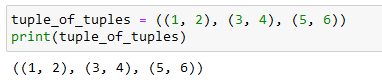 tuple_of_tuples = ((1, 2), (3, 4), (5, 6))
print(tuple_of_tuples)
((1, 2), (3, 4), (5, 6))